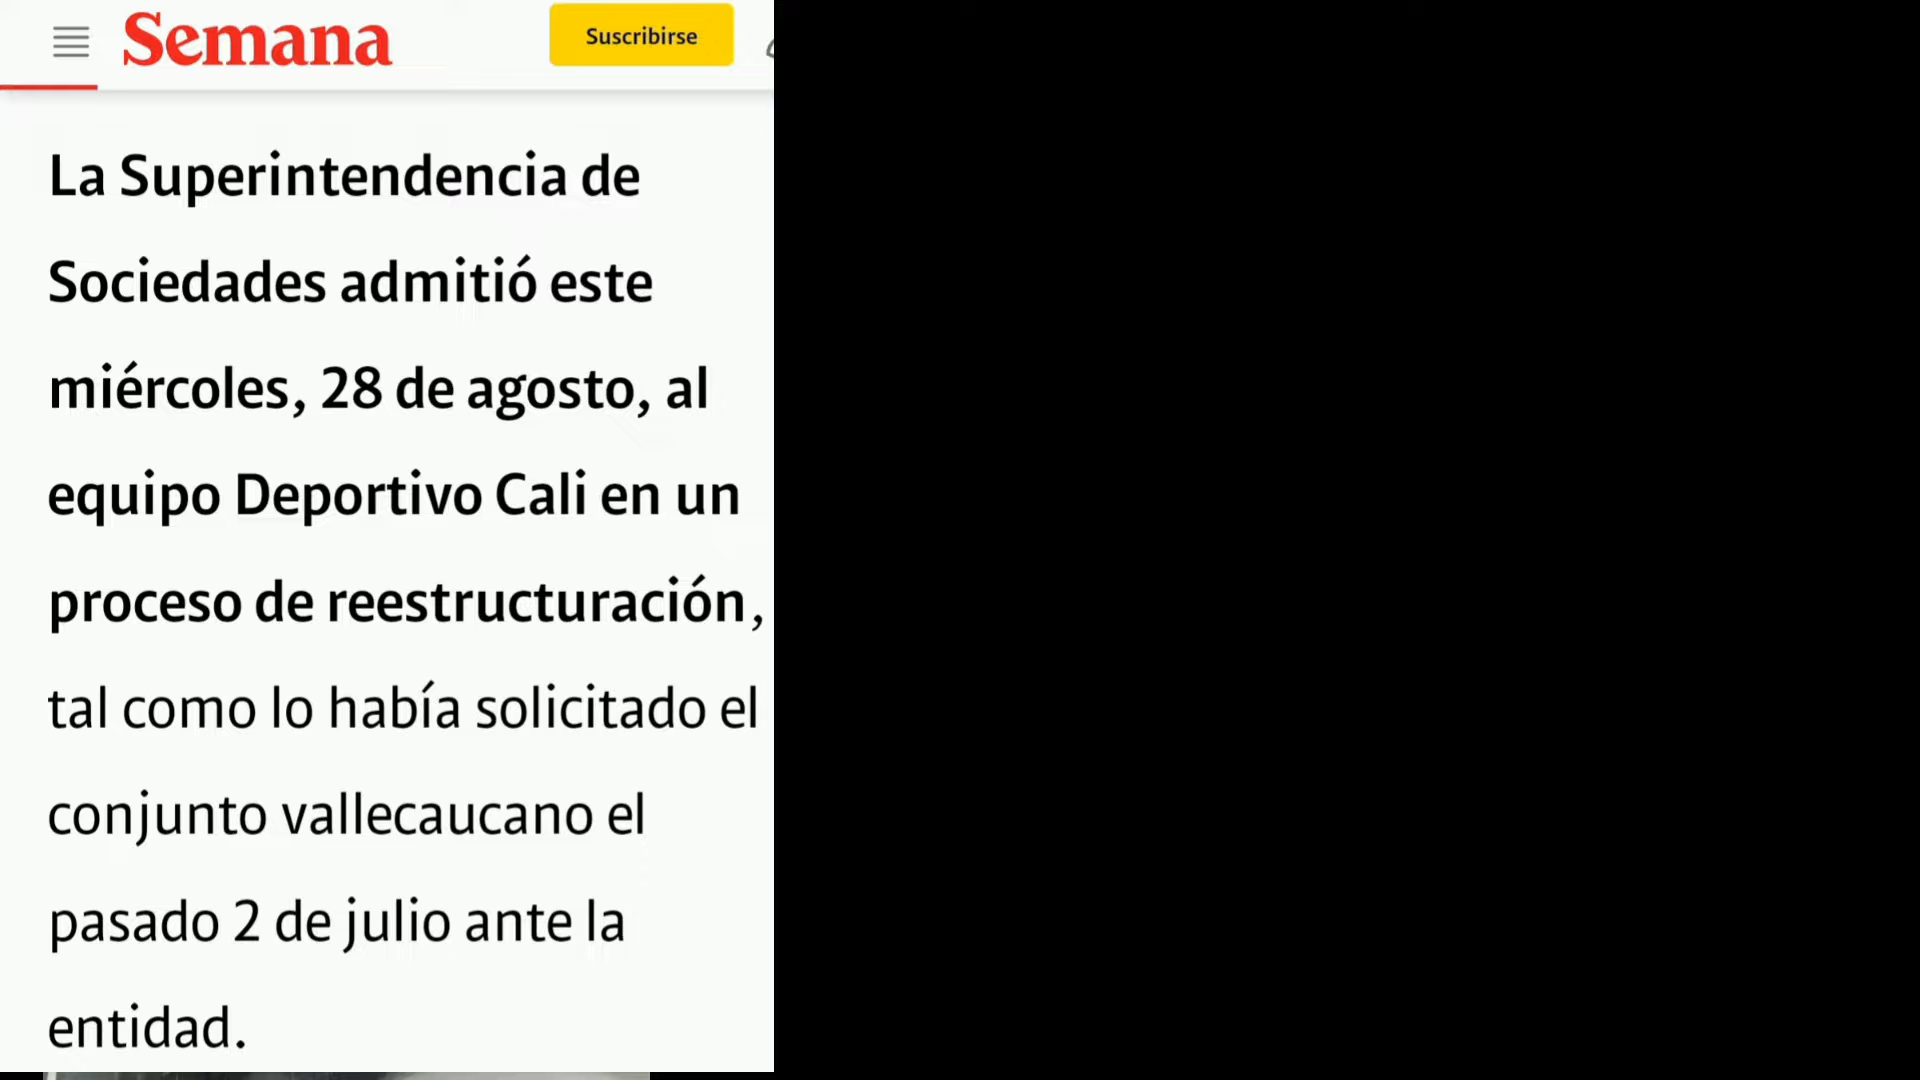 Semana
Suscribirse
La Superintendencia de
Sociedades admitió este
miércoles, 28 de agosto, al
equipo Deportivo Cali en un
proceso de reestructuración,
tal como lo había solicitado el
conjunto vallecaucano el
pasado 2 de julio ante la
entidad.